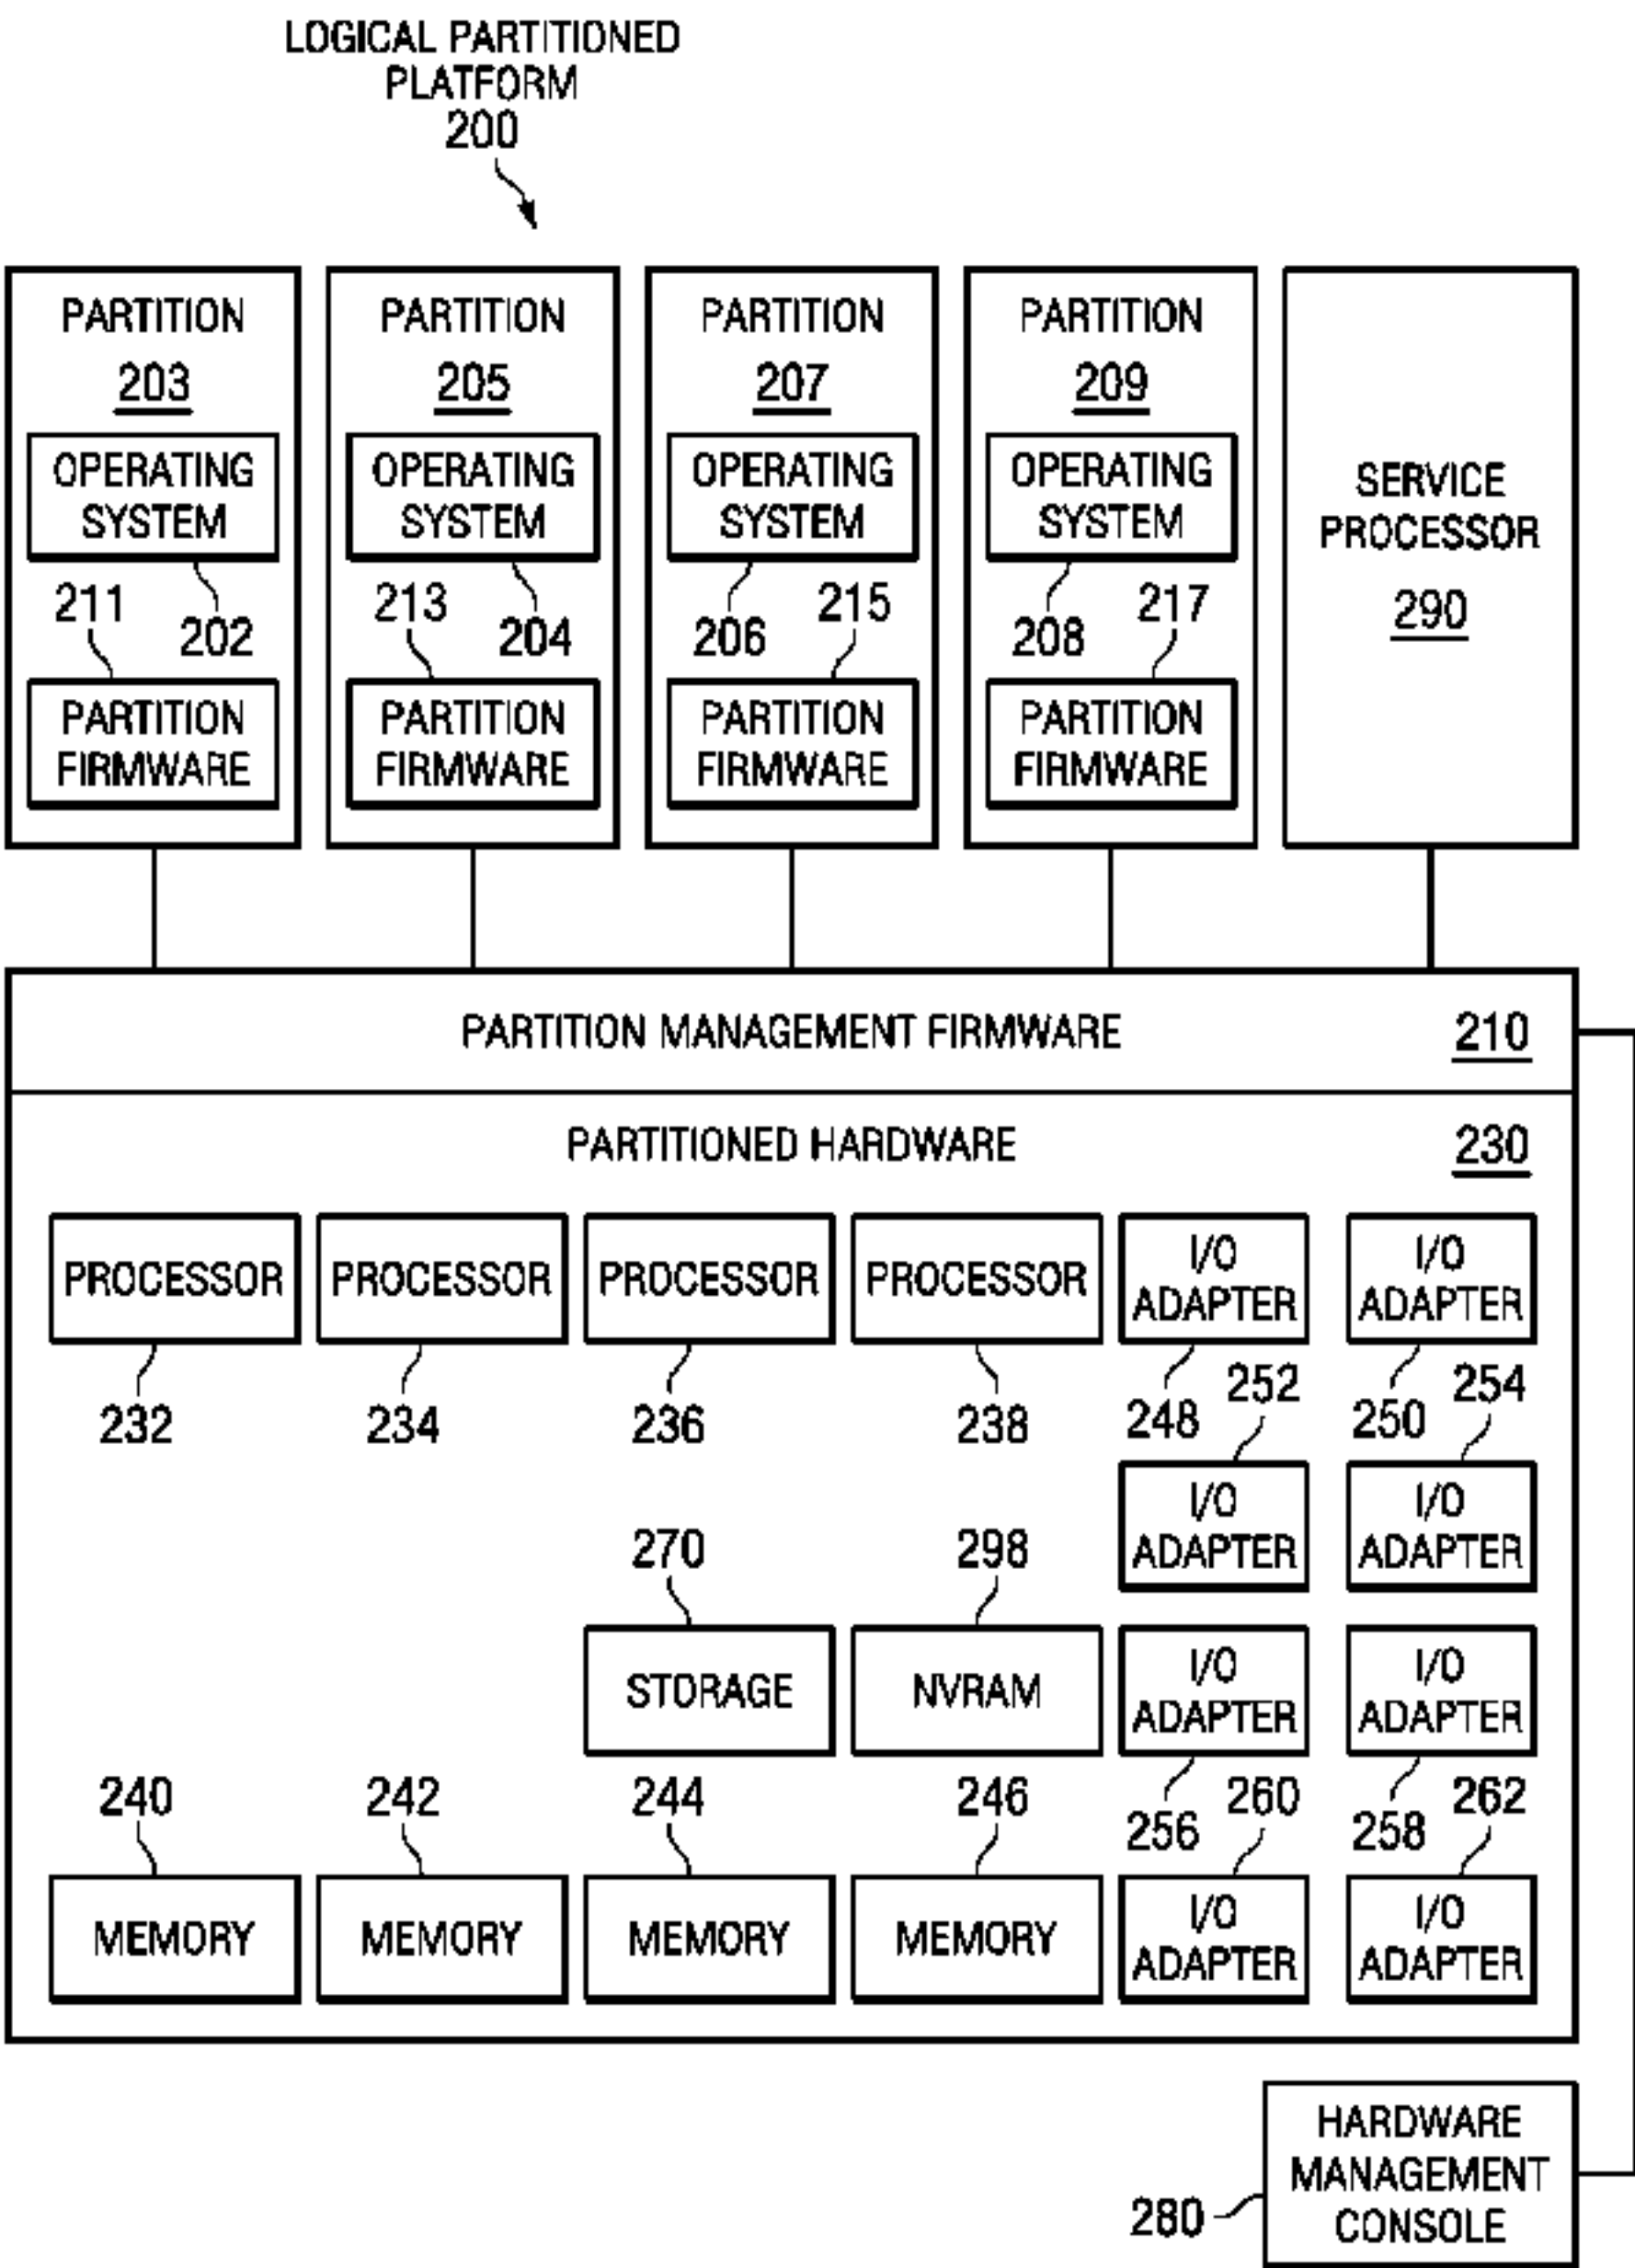 LOGICAL PARTITIONED
PLATFORM
200
PARTITION
203
OPERATING
SYSTEM
202
211
PARTITION
FIRMWARE
PARTITION
205
OPERATING
SYSTEM
204
213
PARTITION
FIRMWARE
PARTITION
207
OPERATING
SYSTEM
206
215
PARTITION
FIRMWARE
PARTITION
209
OPERATING
SYSTEM
208
217
PARTITION
FIRMWARE
SERVICE
PROCESSOR
290
PARTITION MANAGEMENT FIRMWARE 210
PARTITIONED HARDWARE 230
PROCESSOR
232
PROCESSOR
234
PROCESSOR
236
PROCESSOR
238
I/O
ADAPTER
248
I/O
ADAPTER
250
252
I/O
ADAPTER
254
I/O
ADAPTER
270
STORAGE
298
NVRAM
I/O
ADAPTER
256
I/O
ADAPTER
258
240
MEMORY
242
MEMORY
244
MEMORY
246
MEMORY
260
I/O
ADAPTER
262
I/O
ADAPTER
280
HARDWARE
MANAGEMENT
CONSOLE